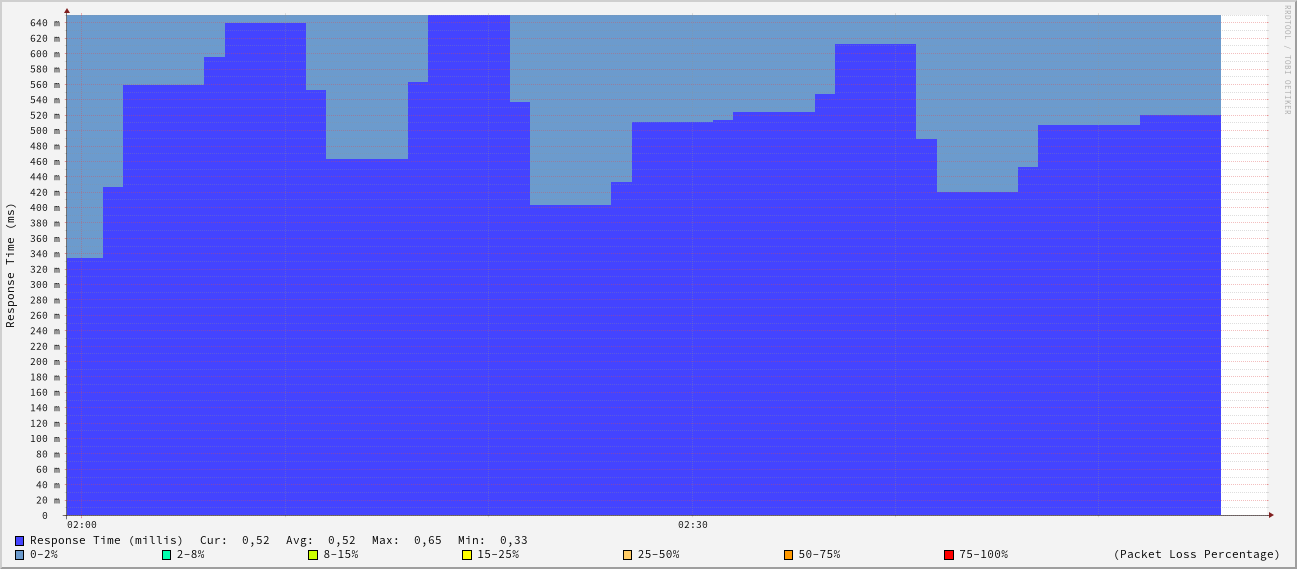 RRDTOOL / TOBI OETIKER
Response Time (ms)
640 m
620 m
600 m
580 m
560 m
540 m
520 m
500 m
480 m
460 m
440 m
420 m
400 m
380 m
360 m
340 m
320 m
300 m
280 m
260 m
240 m
220 m
200 m
180 m
160 m
140 m
120 m
100 m
80 m
60 m
40 m
20 m
0
02:00 02:30
Response Time (millis) Cur: 0,52 Avg: 0,52 Max: 0,65 Min: 0,33
0-2% 2-8% 8-15% 15-25% 25-50% 50-75% 75-100% (Packet Loss Percentage)